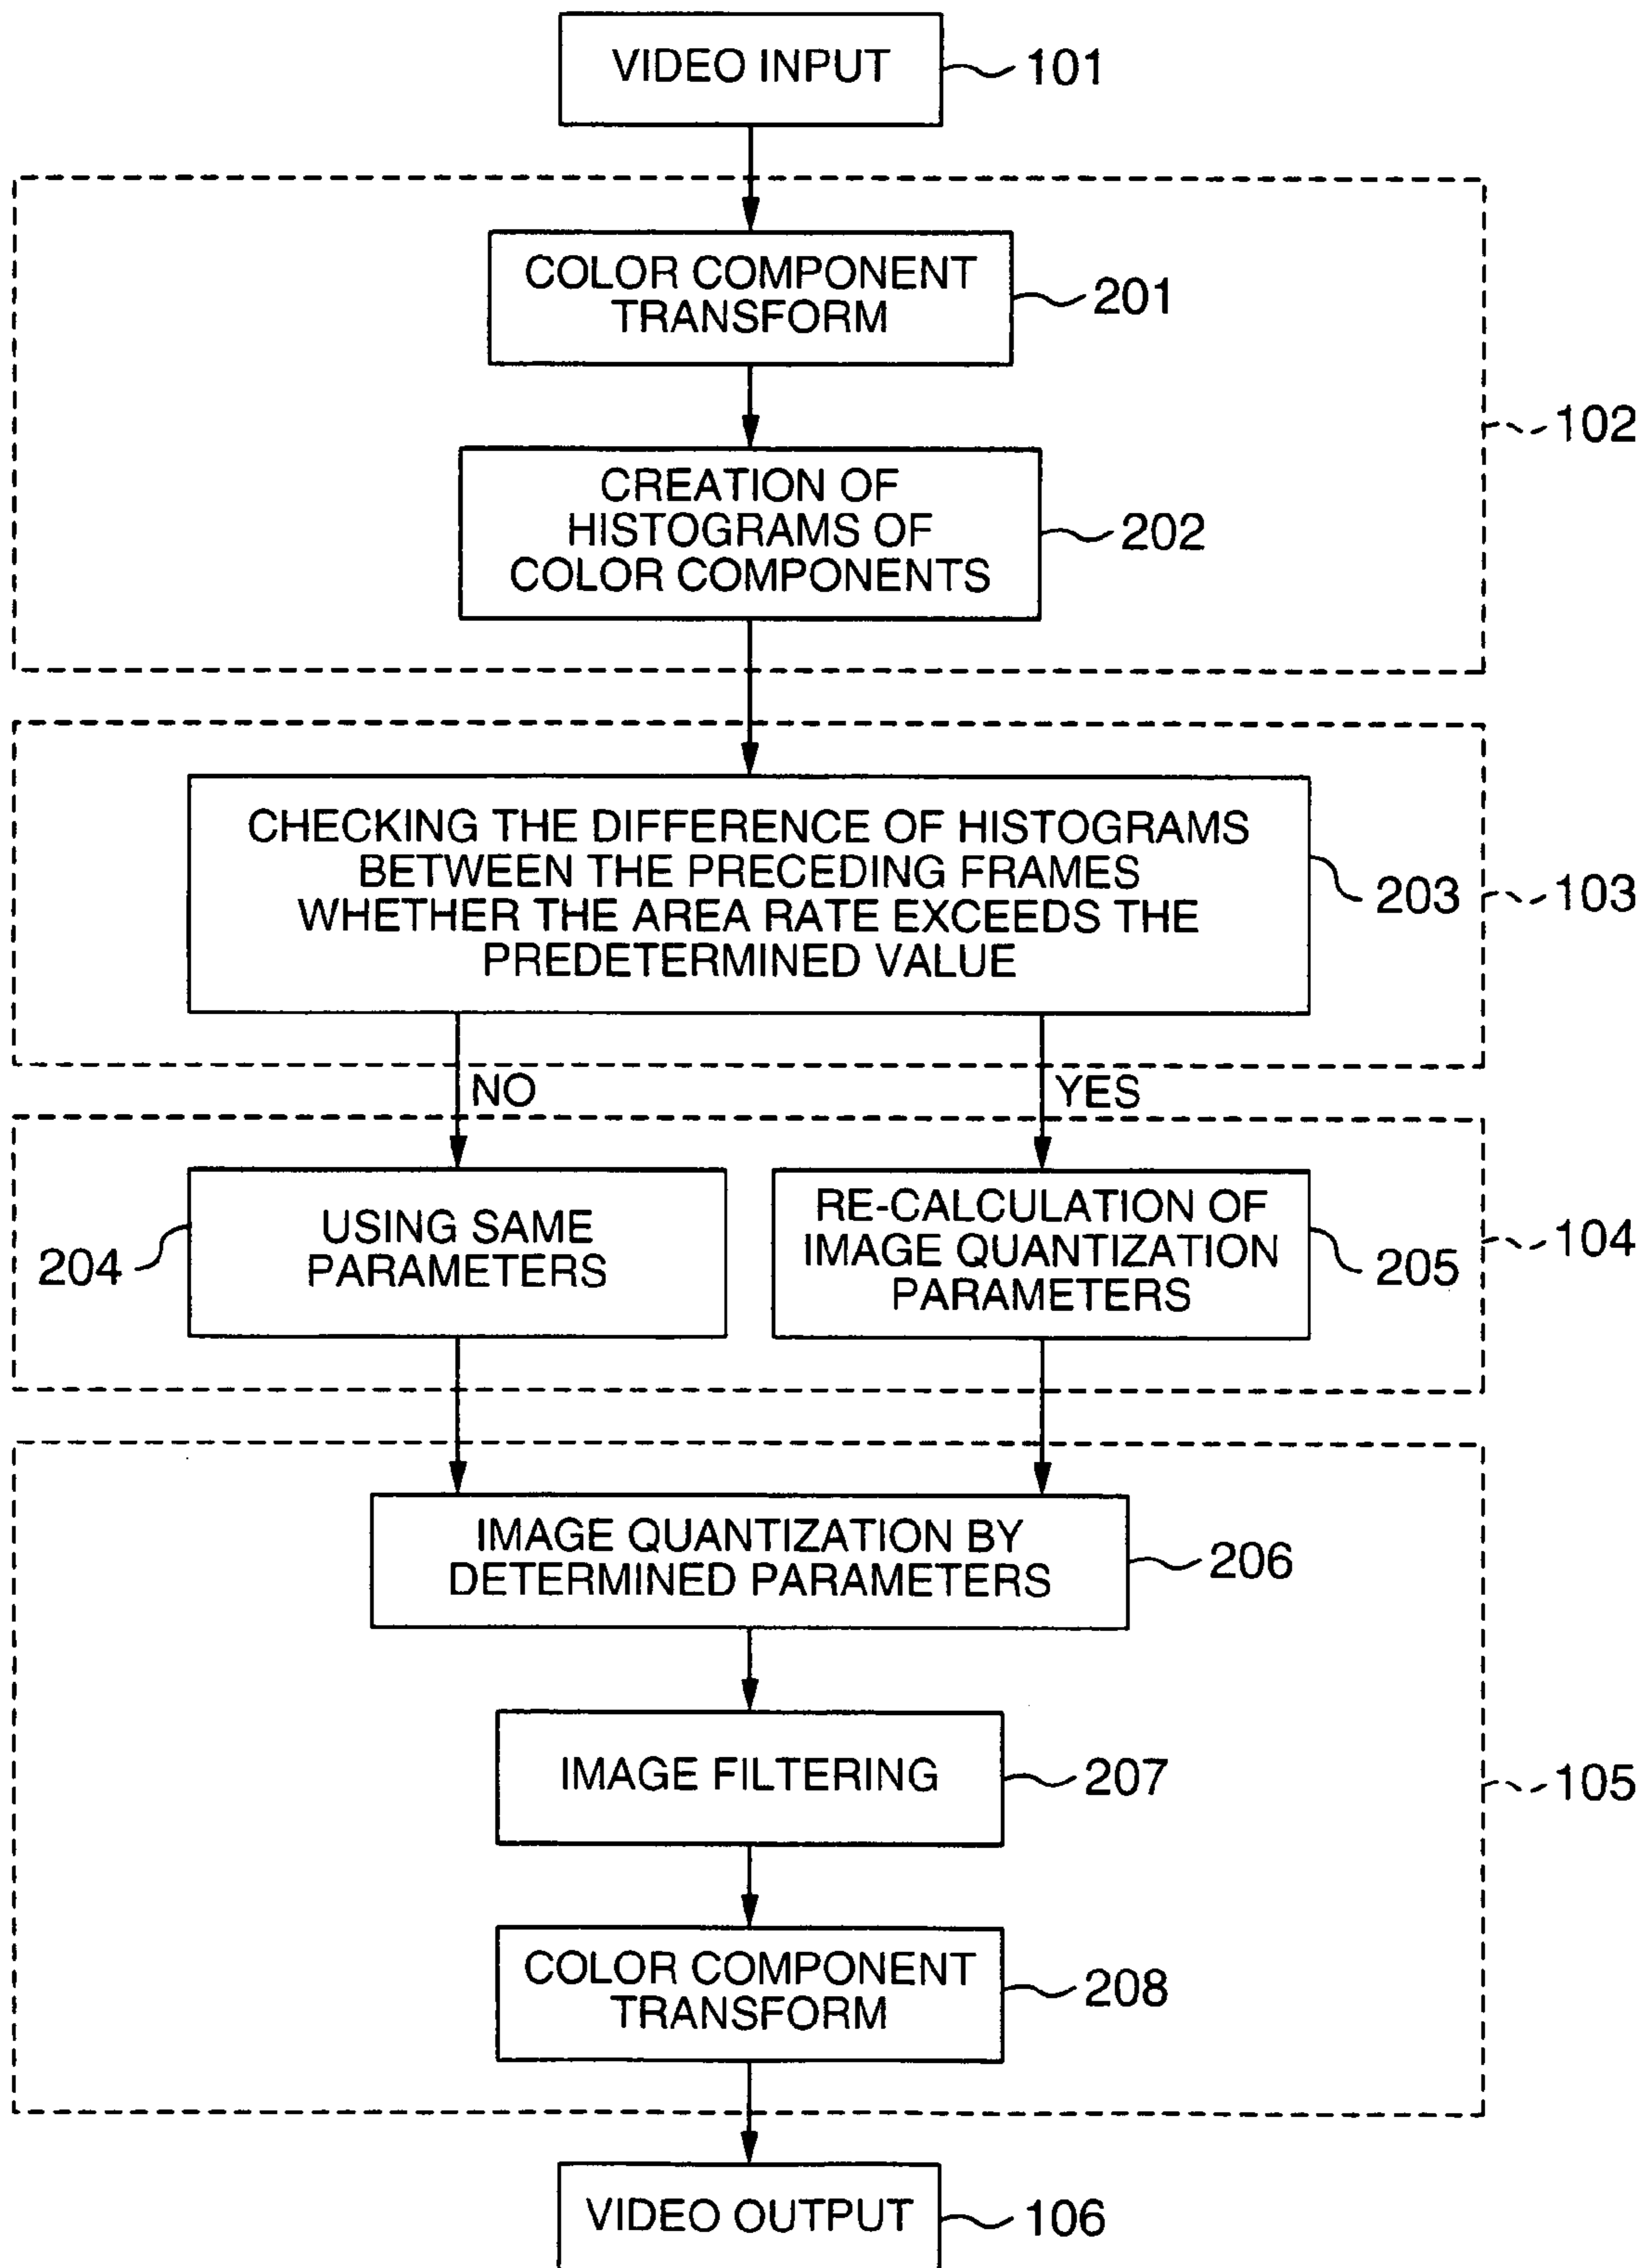 VIDEO INPUT
101
COLOR COMPONENT
TRANSFORM
201
102
CREATION OF
HISTOGRAMS OF
COLOR COMPONENTS
202
CHECKING THE DIFFERENCE OF HISTOGRAMS
BETWEEN THE PRECEDING FRAMES
WHETHER THE AREA RATE EXCEEDS THE
PREDETERMINED VALUE
203
103
NO
YES
204
USING SAME
PARAMETERS
RE-CALCULATION OF
IMAGE QUANTIZATION
PARAMETERS
205
104
IMAGE QUANTIZATION BY
DETERMINED PARAMETERS
206
IMAGE FILTERING
207
105
COLOR COMPONENT
TRANSFORM
208
VIDEO OUTPUT
106